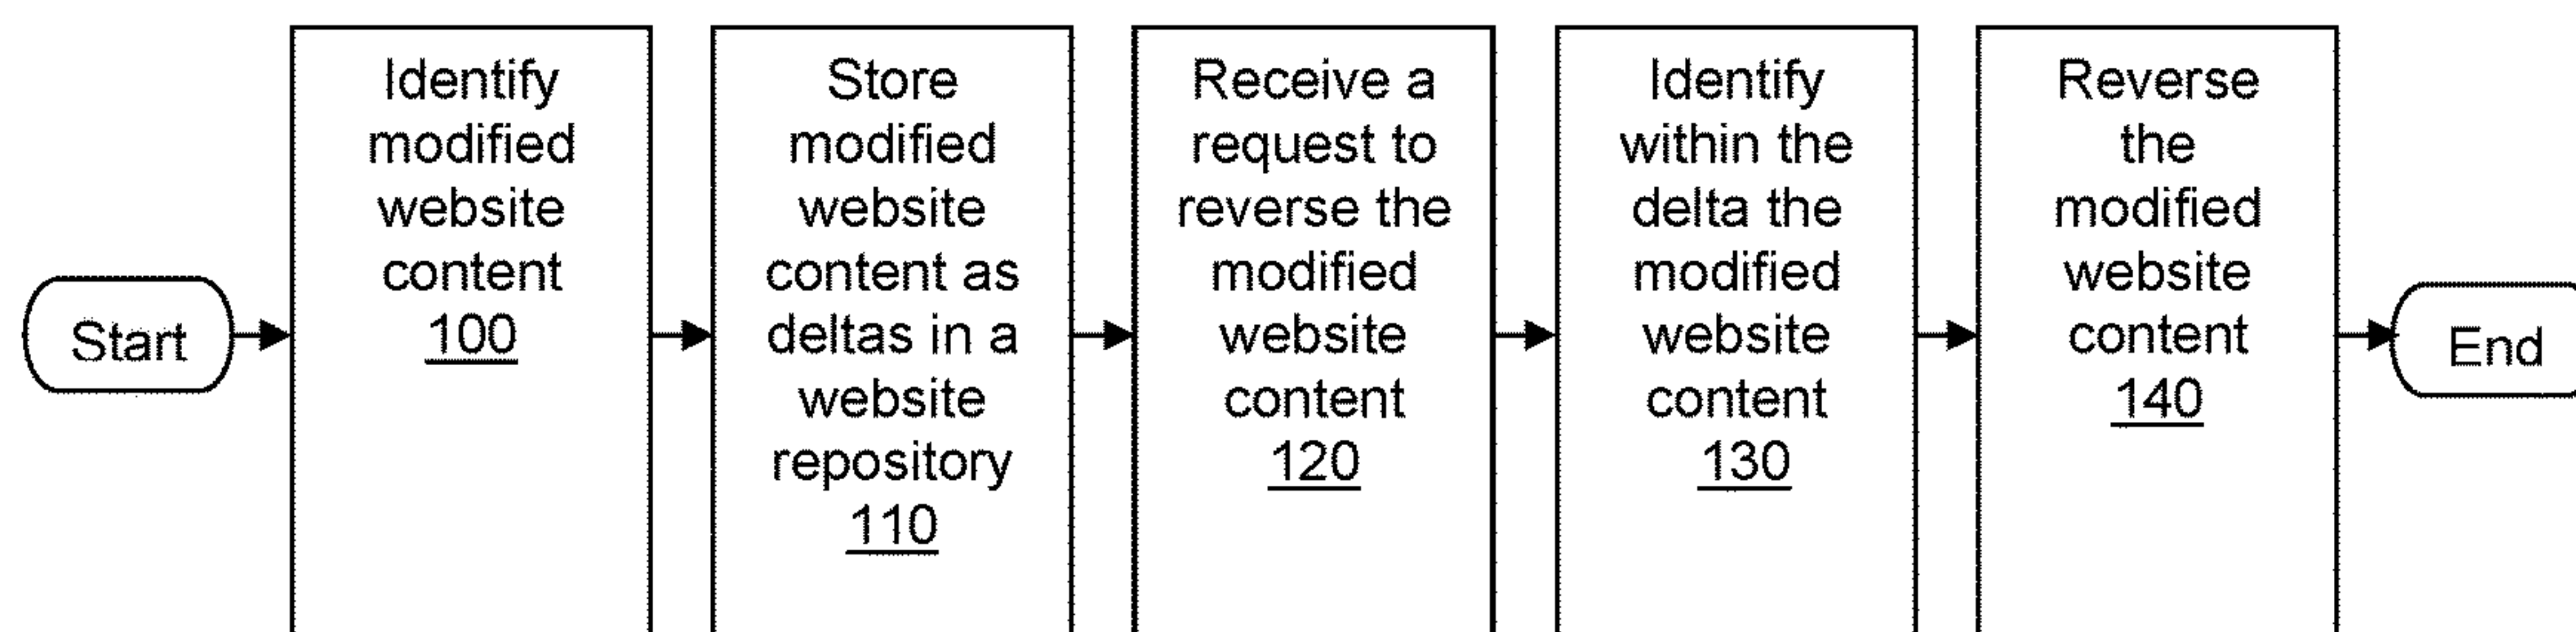 Start
Identify
modified
website
content
100
Store
modified
website
content as
deltas in a
website
repository
110
Receive a
request to
reverse the
modified
website
content
120
Identify
within the
delta the
modified
website
content
130
Reverse
the
modified
website
content
140
End